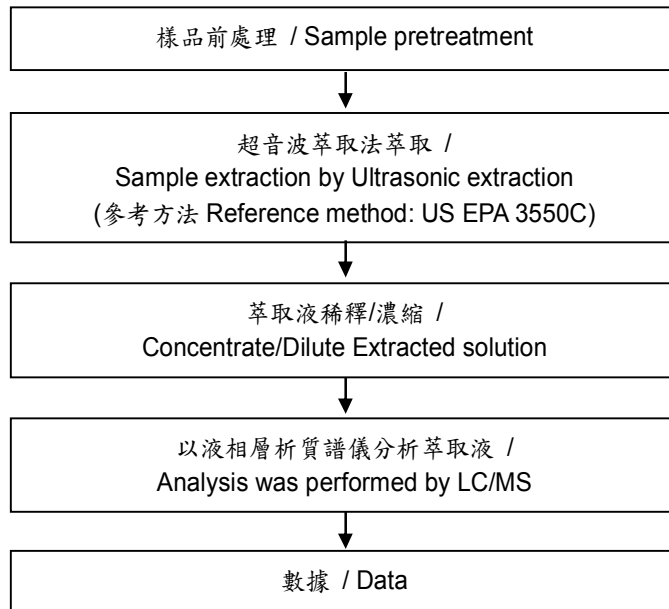 樣品前處理 / Sample pretreatment
超音波萃取法萃取 /
Sample extraction by Ultrasonic extraction
(參考方法 Reference method: US EPA 3550C)
萃取液稀釋/濃縮 /
Concentrate/Dilute Extracted solution
以液相層析質譜儀分析萃取液 /
Analysis was performed by LC/MS
數據 / Data